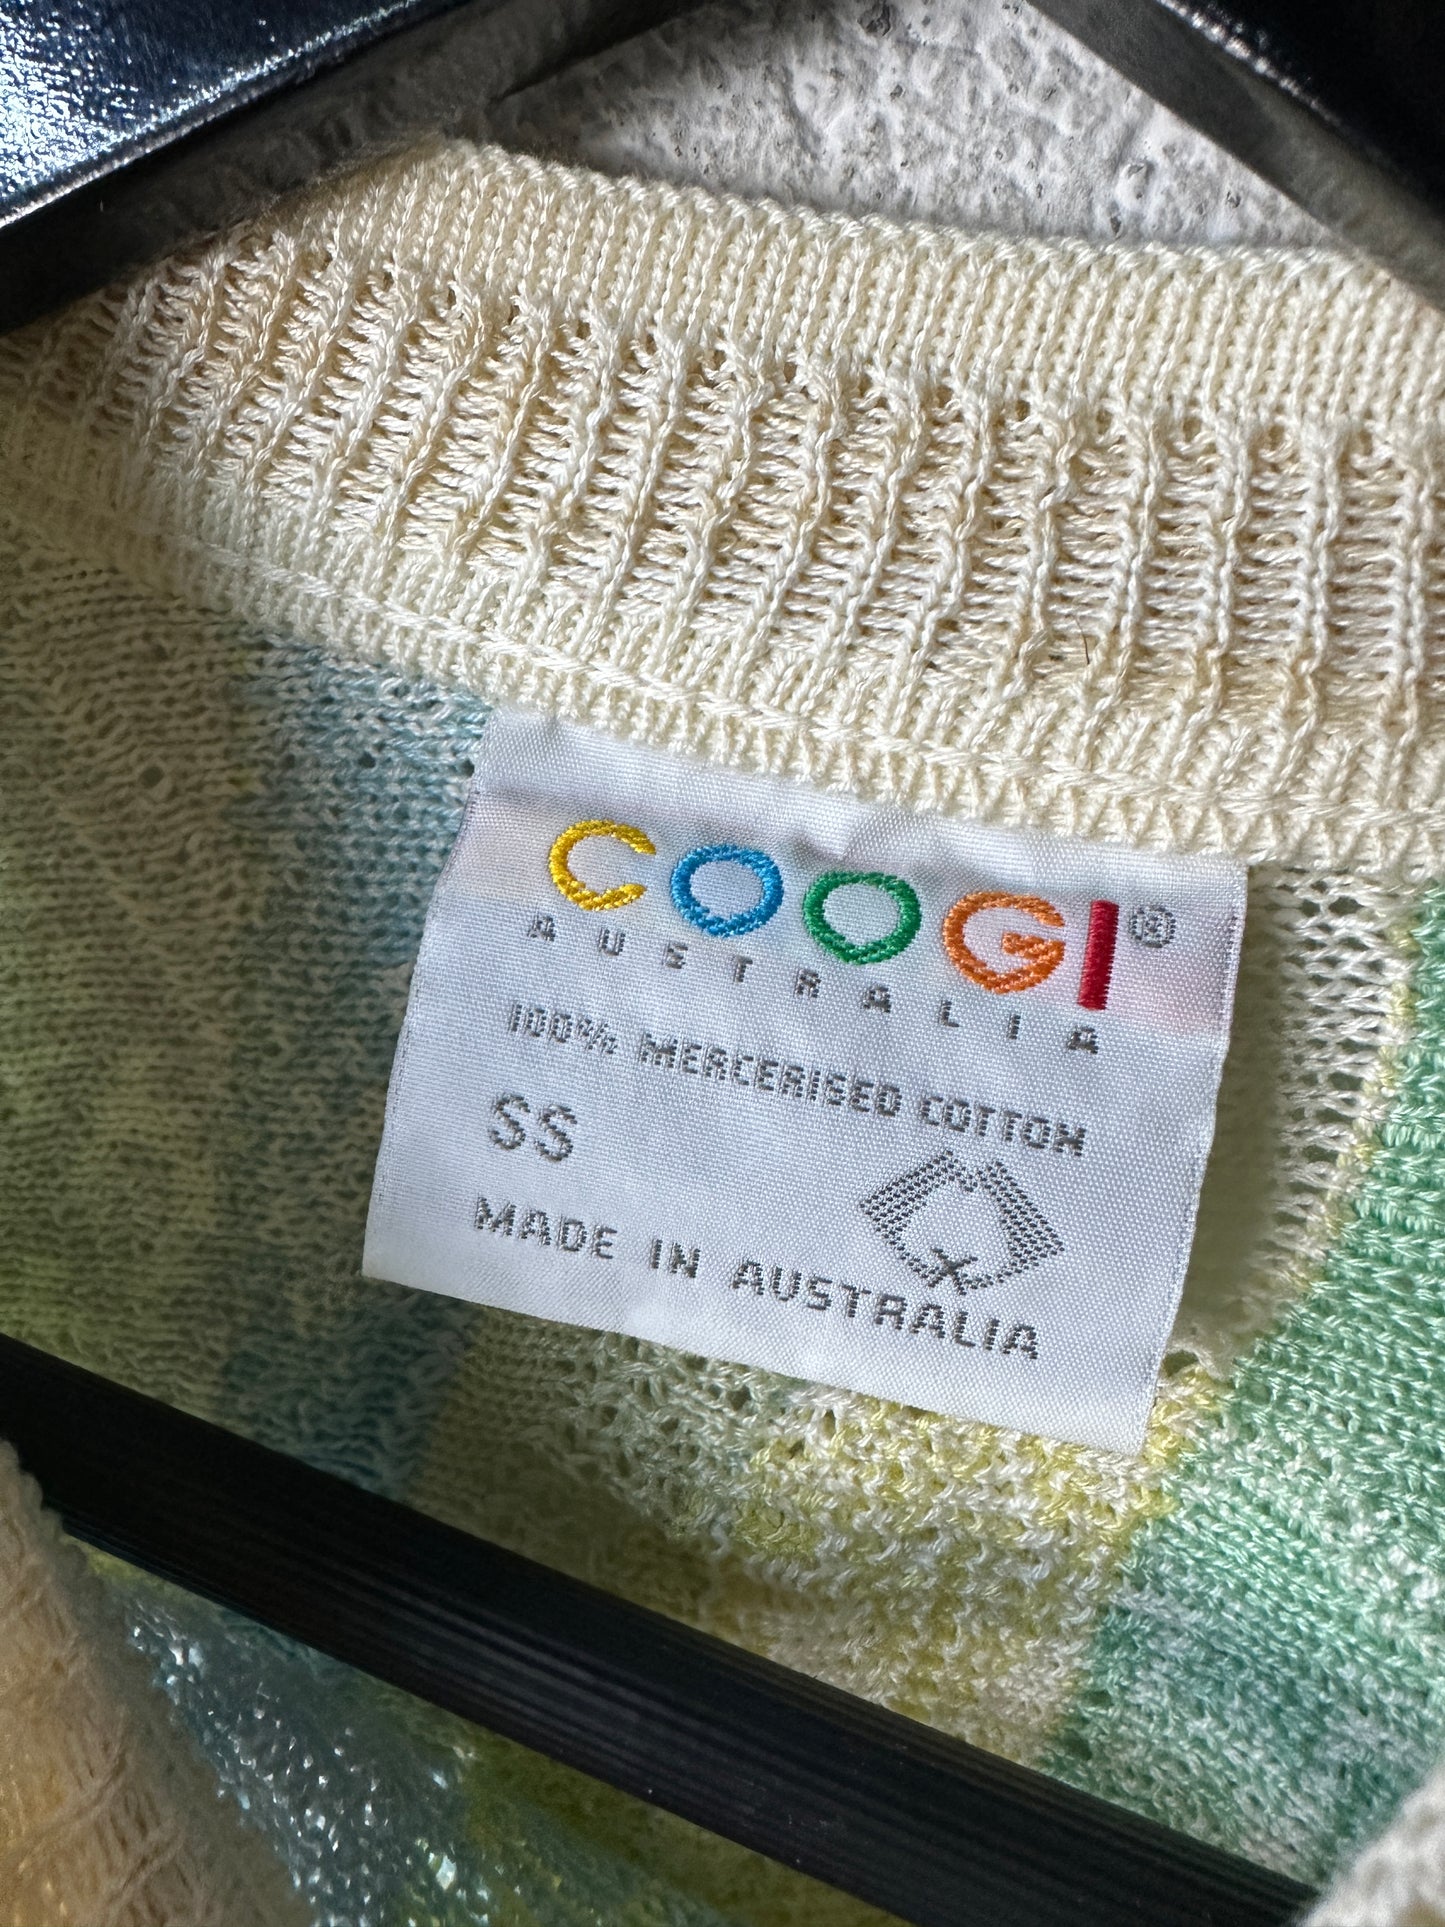 COOGI®
AUSTRALIA
100% MERCERISED COTTON
SS
MADE IN AUSTRALIA